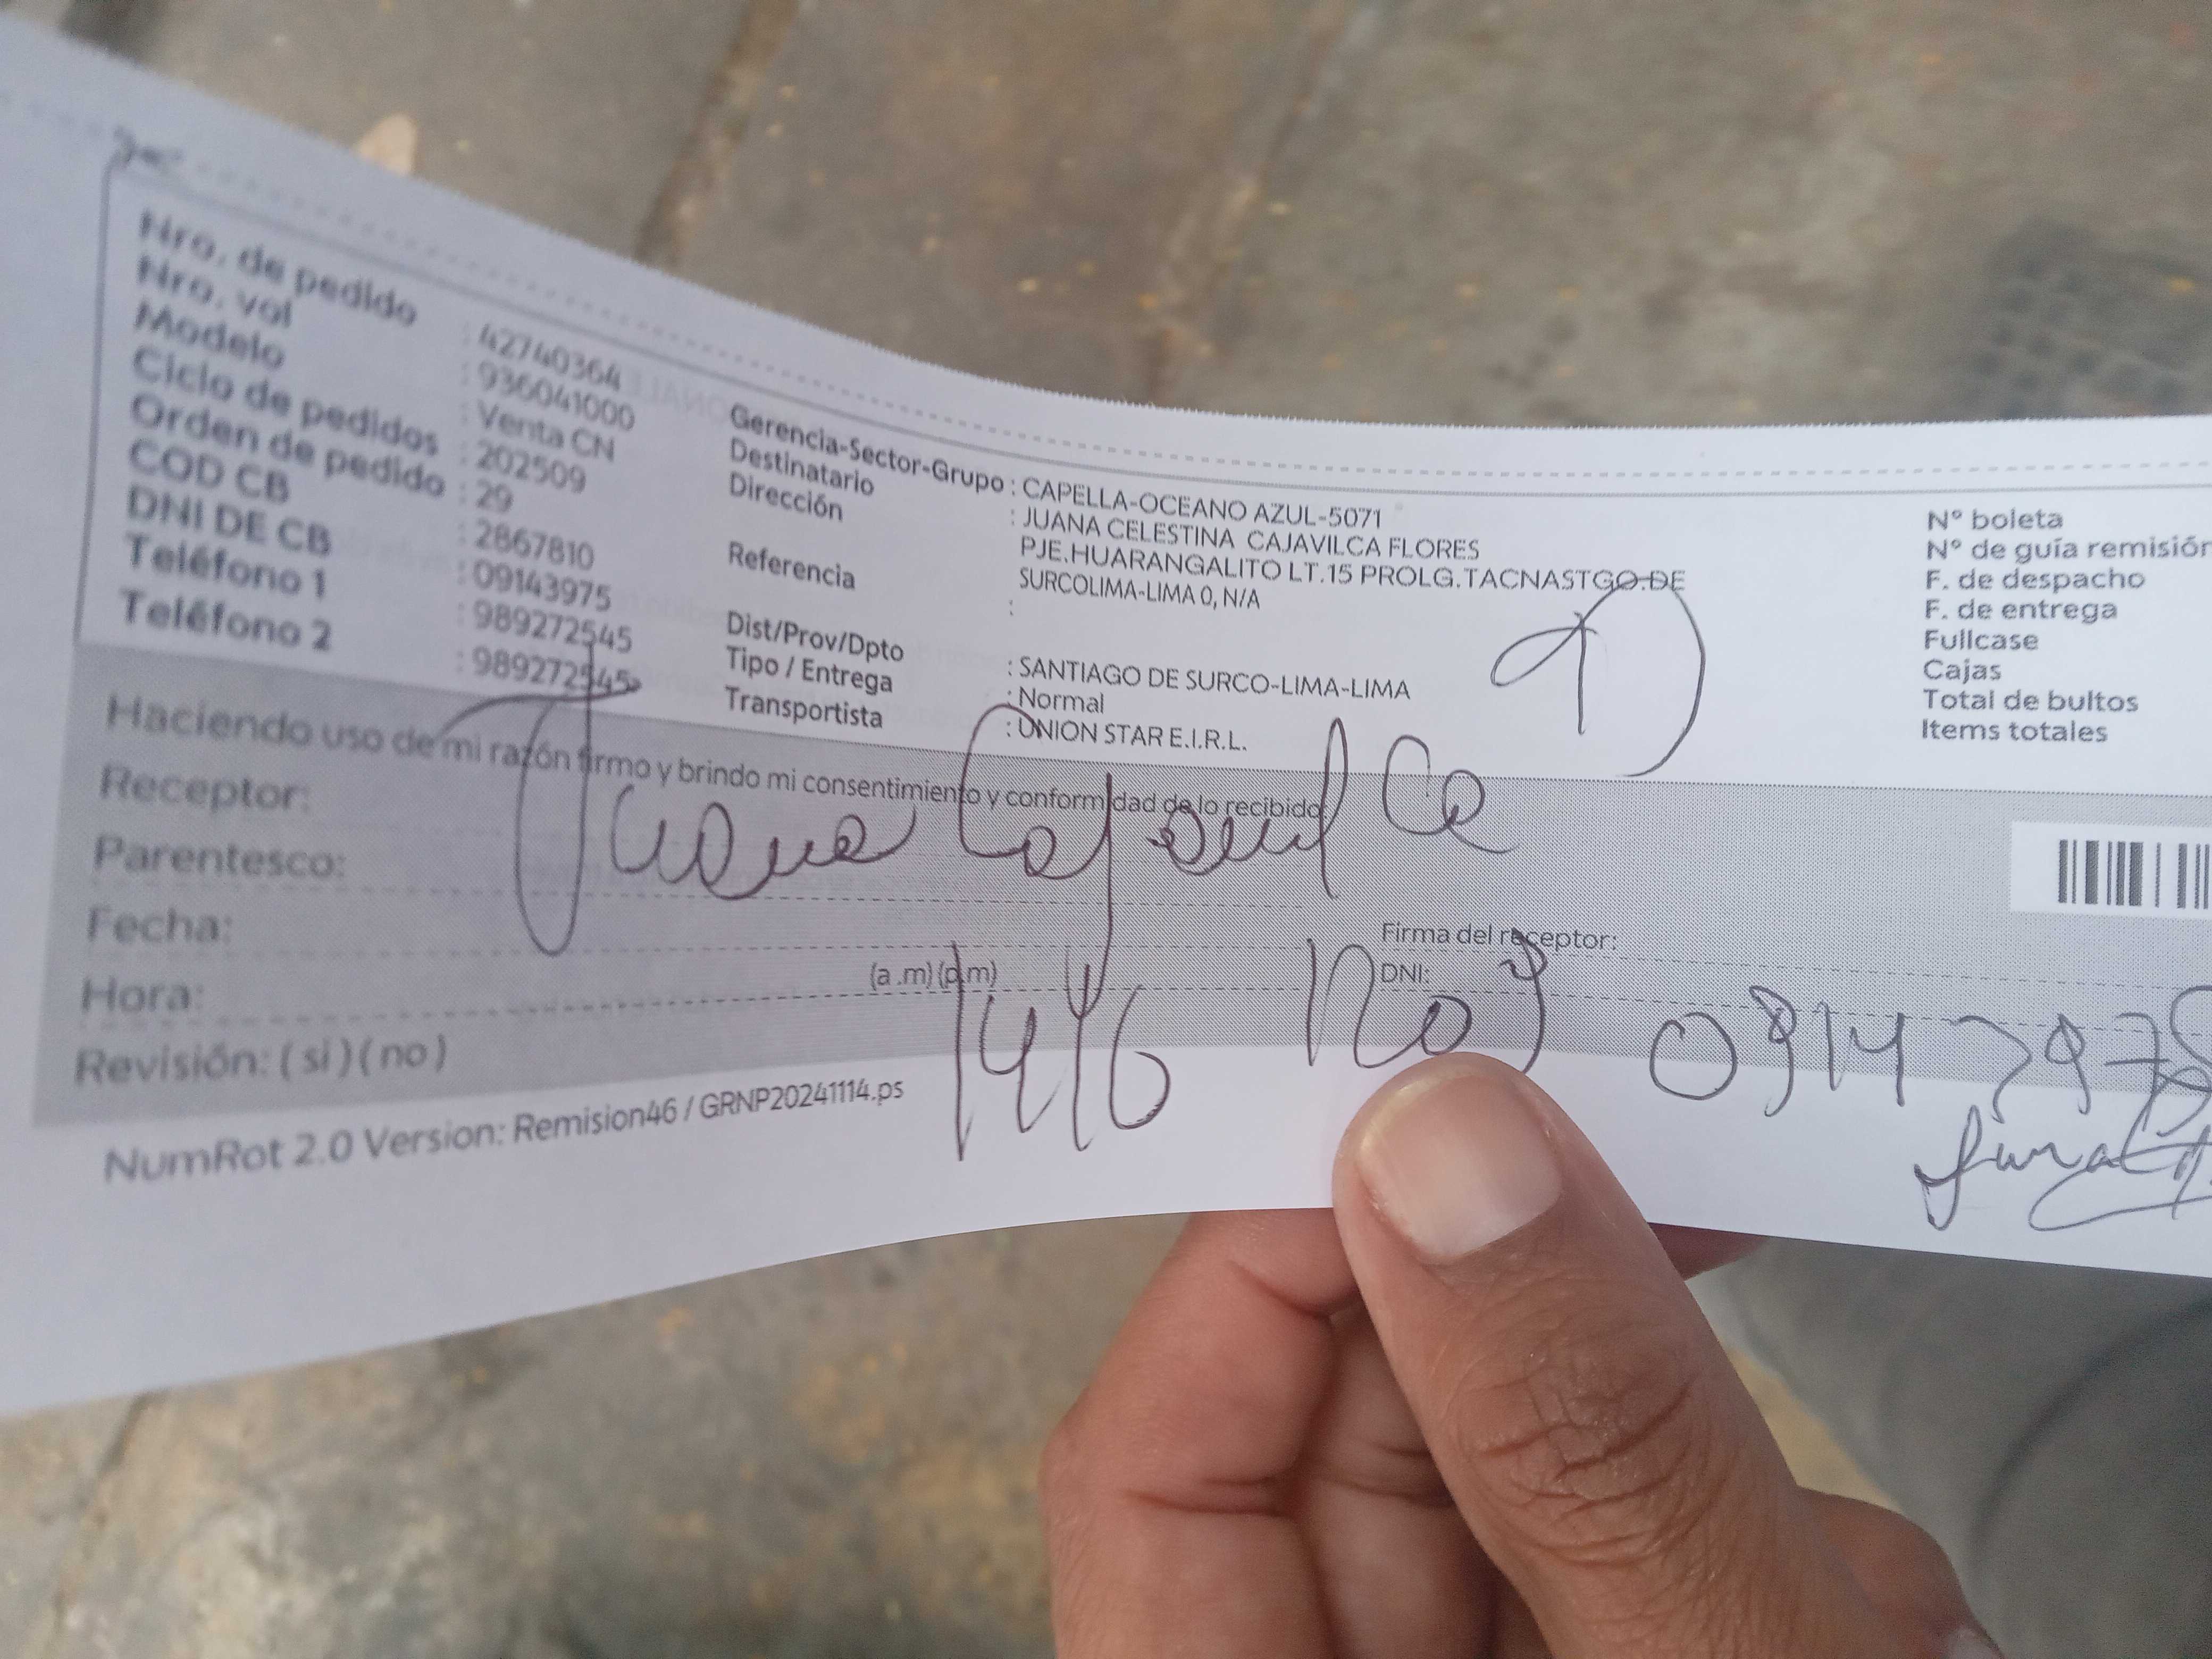 Nro. de pedido : 42740364
Nro. vol : 936041000
Modelo : Venta CN
Ciclo de pedidos : 202509
Orden de pedido : 29
COD CB : 2867810
DNI DE CB : 09143975
Teléfono 1 : 989272545
Teléfono 2 : 989272545
Gerencia-Sector-Grupo : CAPELLA-OCEANO AZUL-5071
Destinatario : JUANA CELESTINA CAJAVILCA FLORES
Dirección PJE.HUARANGALITO LT.15 PROLG.TACNASTGO.DE
SURCOLIMA-LIMA 0, N/A
Referencia :
Dist/Prov/Dpto : SANTIAGO DE SURCO-LIMA-LIMA
Tipo / Entrega : Normal
Transportista : UNION STAR E.I.R.L.
N° boleta
N° de guía remisión
F. de despacho
F. de entrega
Fullcase
Cajas
Total de bultos
Items totales
Haciendo uso de mi razón firmo y brindo mi consentimiento y conformidad de lo recibido
Receptor: Juana
Parentesco:
Fecha:
Hora: (a.m) (p.m)
Revisión: ( si ) ( no )
Firma del receptor:
DNI:
NumRot 2.0 Version: Remision46 / GRNP20241114.ps